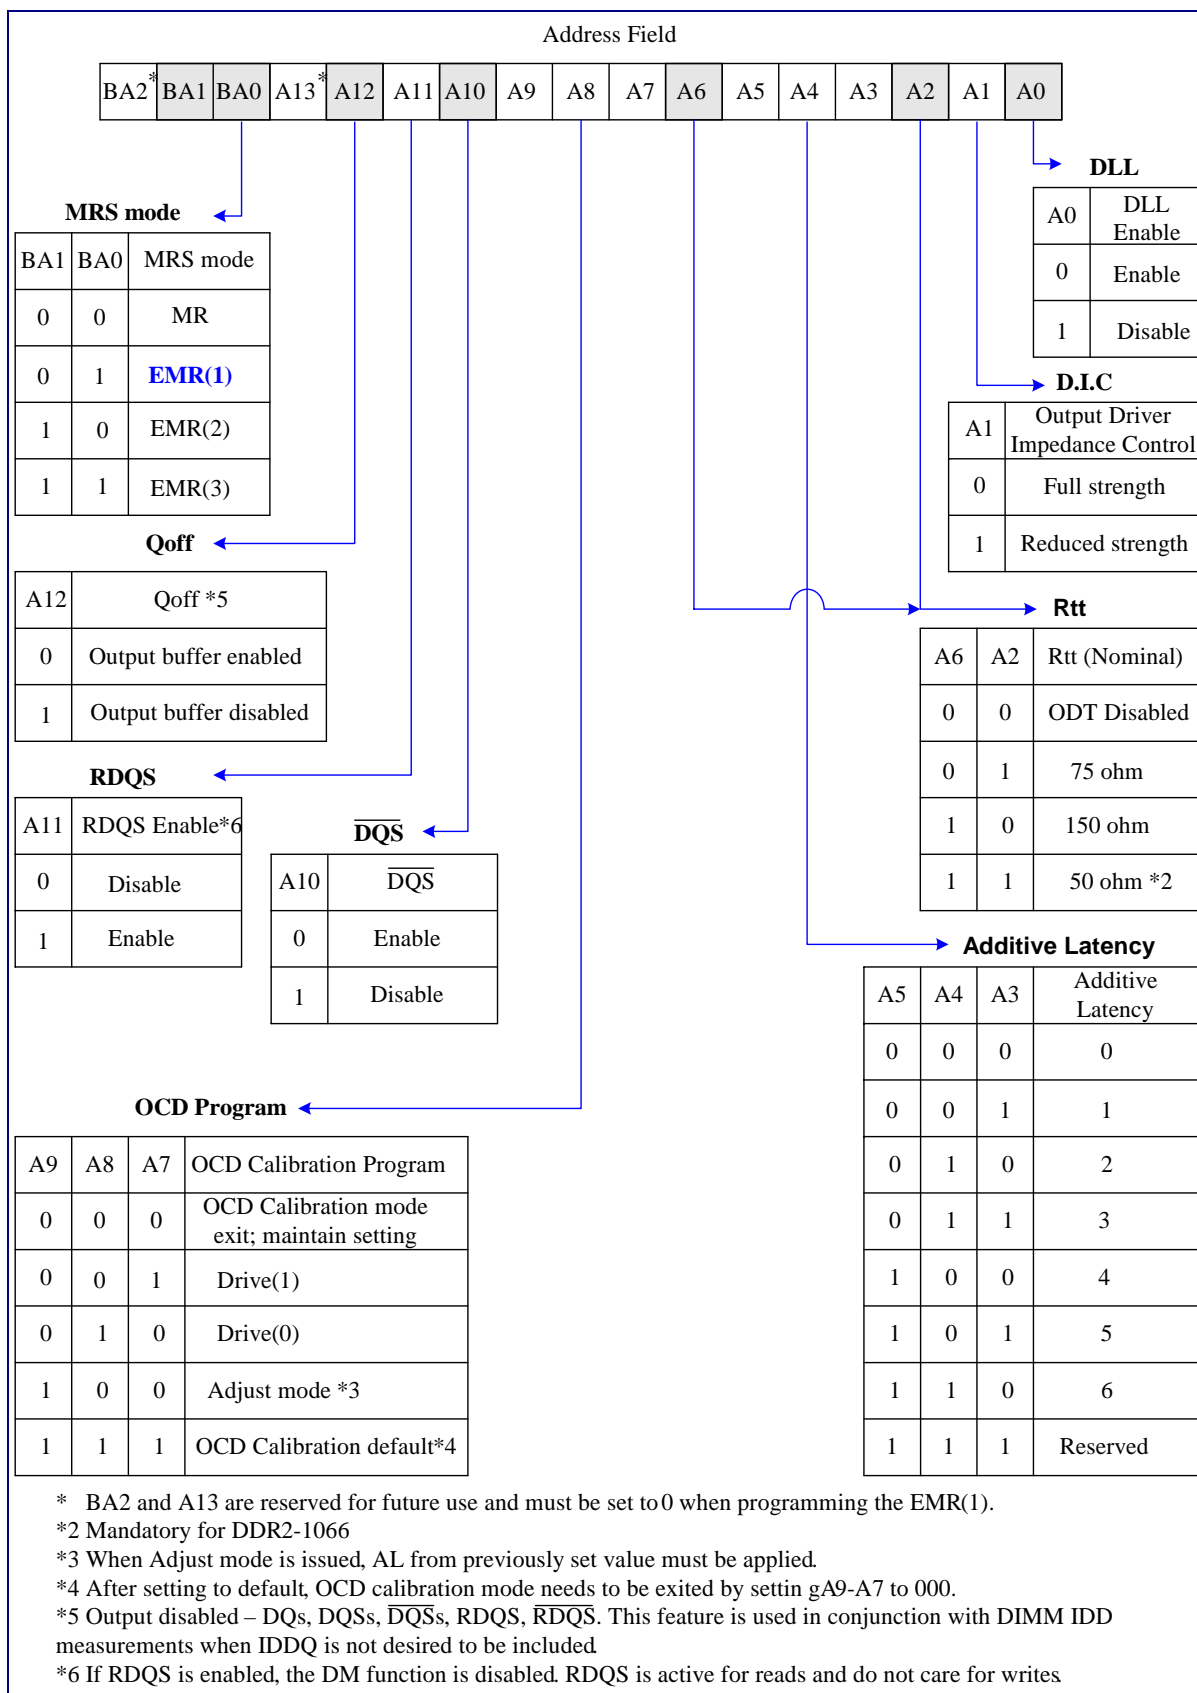 Address Field
BA2* BA1 BA0 A13* A12 A11 A10 A9 A8 A7 A6 A5 A4 A3 A2 A1 A0
MRS mode
BA1 BA0 MRS mode
0 0 MR
0 1 EMR(1)
1 0 EMR(2)
1 1 EMR(3)
Qoff
A12 Qoff *5
0 Output buffer enabled
1 Output buffer disabled
RDQS
A11 RDQS Enable*6
0 Disable
1 Enable
D̅Q̅S̅
A10 D̅Q̅S̅
0 Enable
1 Disable
OCD Program
A9 A8 A7 OCD Calibration Program
0 0 0 OCD Calibration mode
exit; maintain setting
0 0 1 Drive(1)
0 1 0 Drive(0)
1 0 0 Adjust mode *3
1 1 1 OCD Calibration default*4
DLL
A0 DLL
Enable
0 Enable
1 Disable
D.I.C
A1 Output Driver
Impedance Control
0 Full strength
1 Reduced strength
Rtt
A6 A2 Rtt (Nominal)
0 0 ODT Disabled
0 1 75 ohm
1 0 150 ohm
1 1 50 ohm *2
Additive Latency
A5 A4 A3 Additive
Latency
0 0 0 0
0 0 1 1
0 1 0 2
0 1 1 3
1 0 0 4
1 0 1 5
1 1 0 6
1 1 1 Reserved
* BA2 and A13 are reserved for future use and must be set to 0 when programming the EMR(1).
*2 Mandatory for DDR2-1066
*3 When Adjust mode is issued, AL from previously set value must be applied.
*4 After setting to default, OCD calibration mode needs to be exited by settin gA9-A7 to 000.
*5 Output disabled – DQs, DQSs, D̅Q̅S̅s, RDQS, R̅D̅Q̅S̅. This feature is used in conjunction with DIMM IDD
measurements when IDDQ is not desired to be included.
*6 If RDQS is enabled, the DM function is disabled. RDQS is active for reads and do not care for writes.